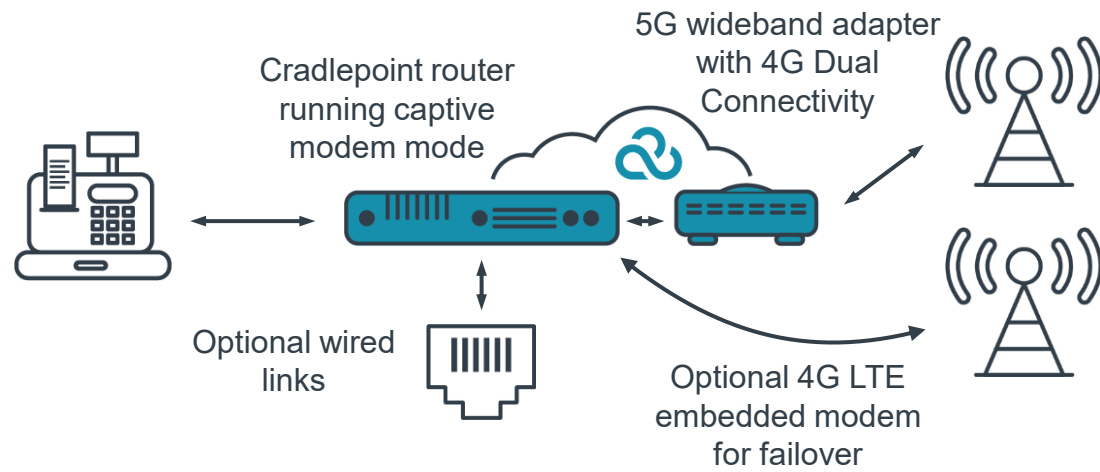 5G wideband adapter
with 4G Dual
Connectivity
Cradlepoint router
running captive
modem mode
Optional wired
links
Optional 4G LTE
embedded modem
for failover